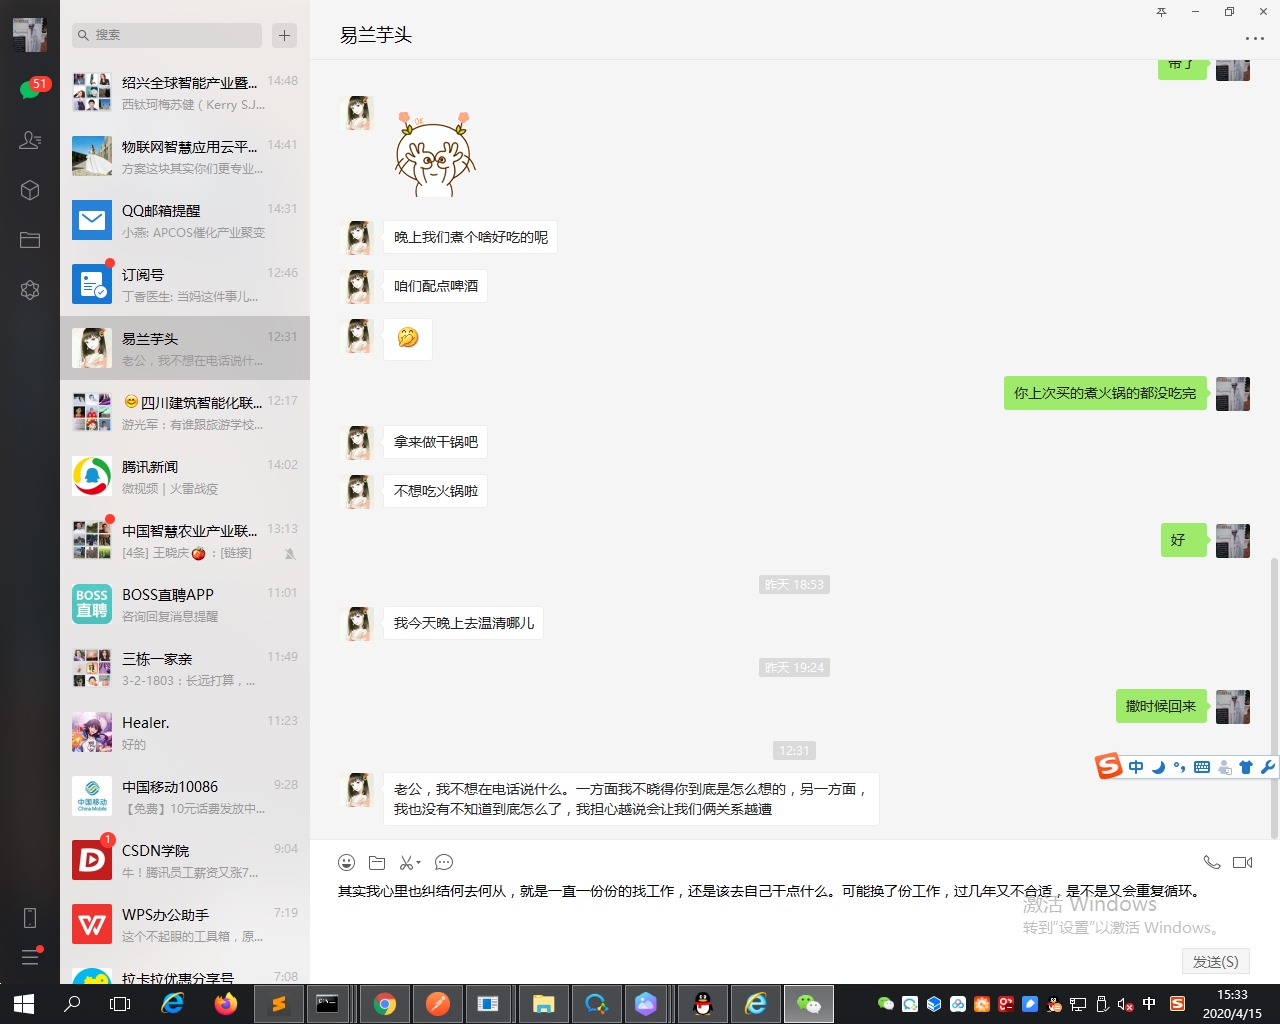 搜索
易兰芋头
绍兴全球智能产业暨... 14:48
西钛珂梅苏健（Kerry SJ...
物联网智慧应用云平... 14:41
方案这块其实你们更专业...
QQ邮箱提醒 14:31
小燕: APCOS催化产业聚变
订阅号 12:46
丁香医生: 当妈这件事儿...
易兰芋头 12:31
老公，我不想在电话说什...
四川建筑智能化联... 12:17
游光军：有谁跟旅游学校...
腾讯新闻 14:02
微视频 | 火雷战疫
中国智慧农业产业联... 13:13
[4条] 王晓庆🍅：[链接]
BOSS直聘APP 11:01
咨询回复消息提醒
BOSS
直聘
三栋一家亲 11:49
3-2-1803：长远打算，...
Healer. 11:23
好的
中国移动10086 9:28
【免费】10元话费发放中...
中国移动
China Mobile
CSDN学院 9:04
牛！腾讯员工薪资又涨7...
WPS办公助手 7:19
这个不起眼的工具箱，原...
拉卡拉优惠分享号 7:08
51
1
带了
OK
晚上我们煮个啥好吃的呢
咱们配点啤酒
你上次买的煮火锅的都没吃完
拿来做干锅吧
不想吃火锅啦
好
昨天 18:53
我今天晚上去温清哪儿
昨天 19:24
撒时候回来
12:31
老公，我不想在电话说什么。一方面我不晓得你到底是怎么想的，另一方面，
我也没有不知道到底怎么了，我担心越说会让我们俩关系越遭
中
其实我心里也纠结何去何从，就是一直一份份的找工作，还是该去自己干点什么。可能换了份工作，过几年又不合适，是不是又会重复循环。
激活 Windows
转到“设置”以激活 Windows。
发送(S)
中
15:33
2020/4/15